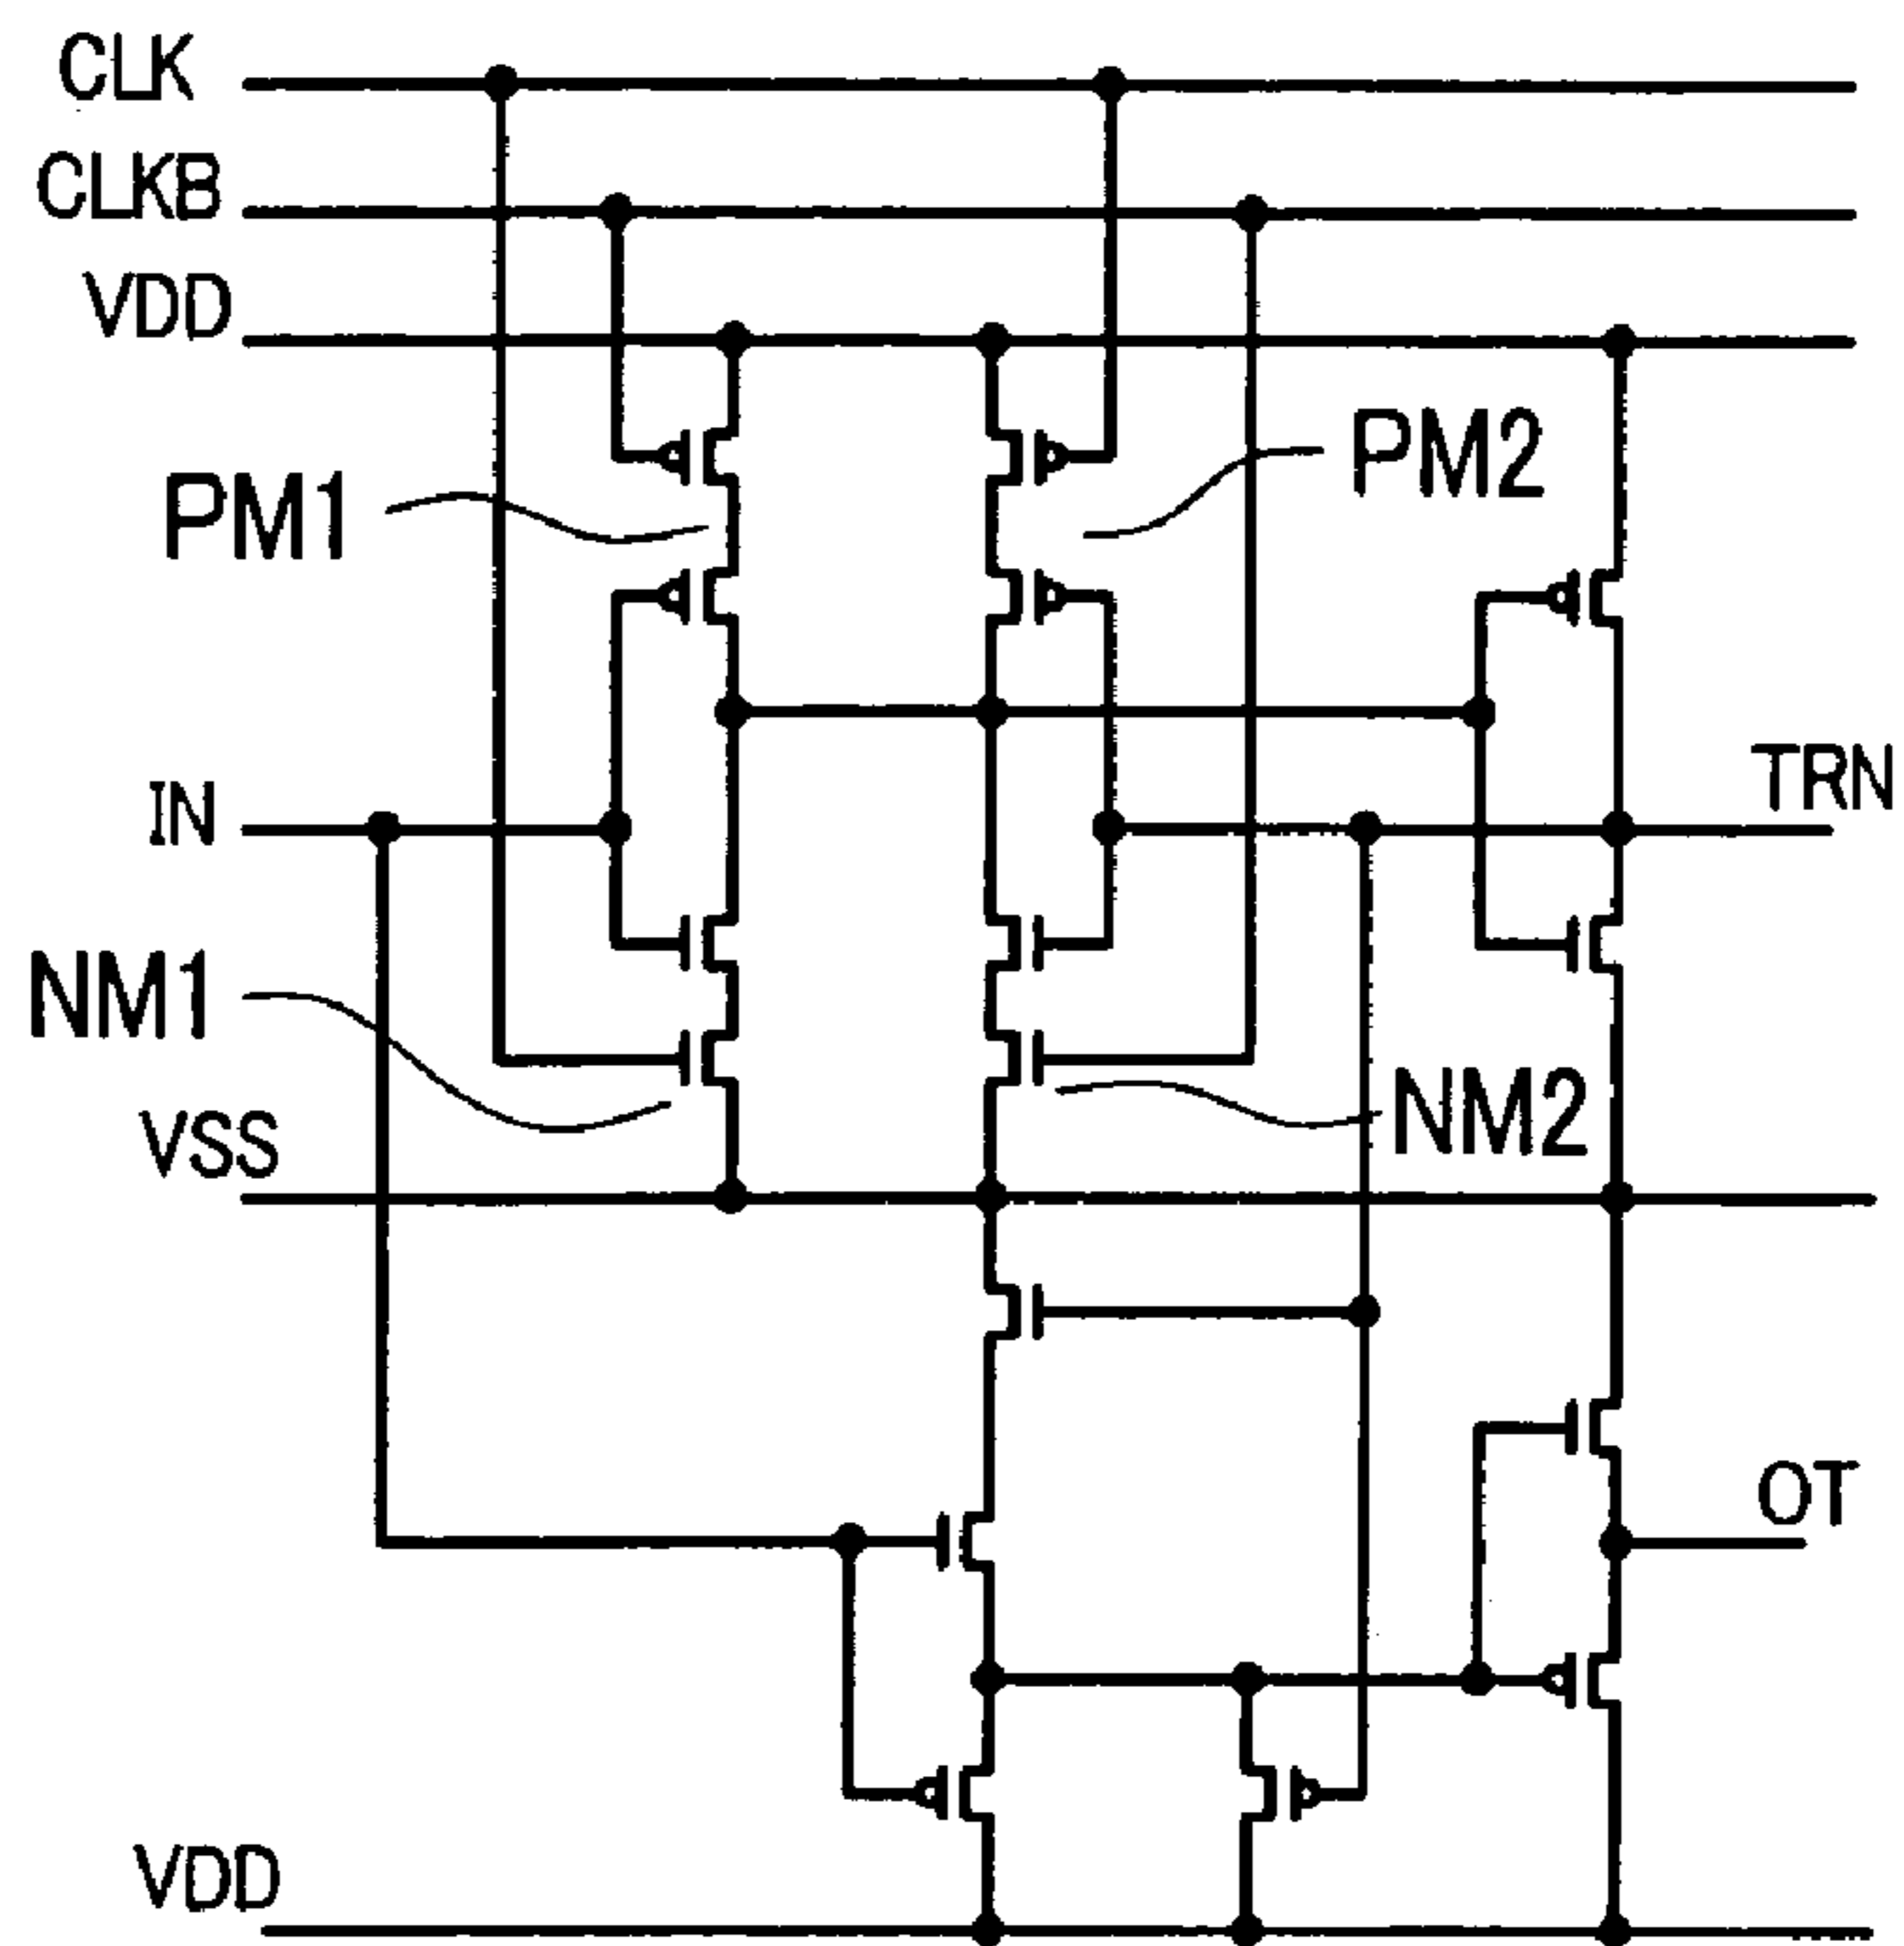 CLK
CLKB
VDD
PM1
PM2
IN
TRN
NM1
NM2
VSS
OT
VDD